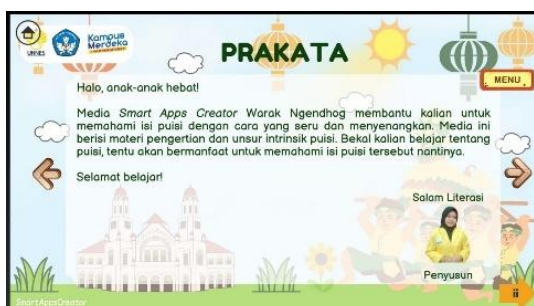 UNNES
Kampus
Merdeka
PRAKATA
MENU
Halo, anak-anak hebat!
Media Smart Apps Creator Warak Ngendhog membantu kalian untuk
memahami isi puisi dengan cara yang seru dan menyenangkan. Media ini
berisi materi pengertian dan unsur intrinsik puisi. Bekal kalian belajar tentang
puisi, tentu akan bermanfaat untuk memahami isi puisi tersebut nantinya.
Selamat belajar!
Salam Literasi
Penyusun
SmartAppsCreator
ii